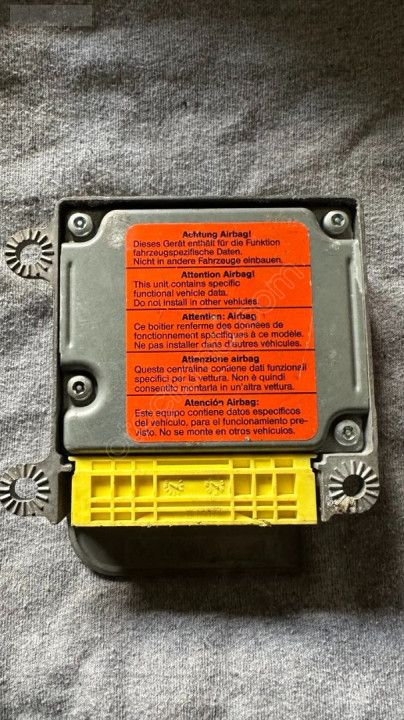 Achtung Airbag!
Dieses Gerät enthält für die Funktion
fahrzeugspezifische Daten.
Nicht in andere Fahrzeuge einbauen.
Attention Airbag!
This unit contains specific
functional vehicle data.
Do not install in other vehicles.
Attention: Airbag
Ce boitier renferme des données de
fonctionnement spécifiques à ce modèle.
Ne pas installer dans d'autres véhicules.
Attenzione airbag
Questa centralina contiene dati funzionali
specifici per la vettura. Non è quindi
consentito montarla in un'altra vettura.
Atención Airbag:
Este equipo contiene datos específicos
del vehículo, para el funcionamiento pre-
visto. No se monte en otros vehículos.